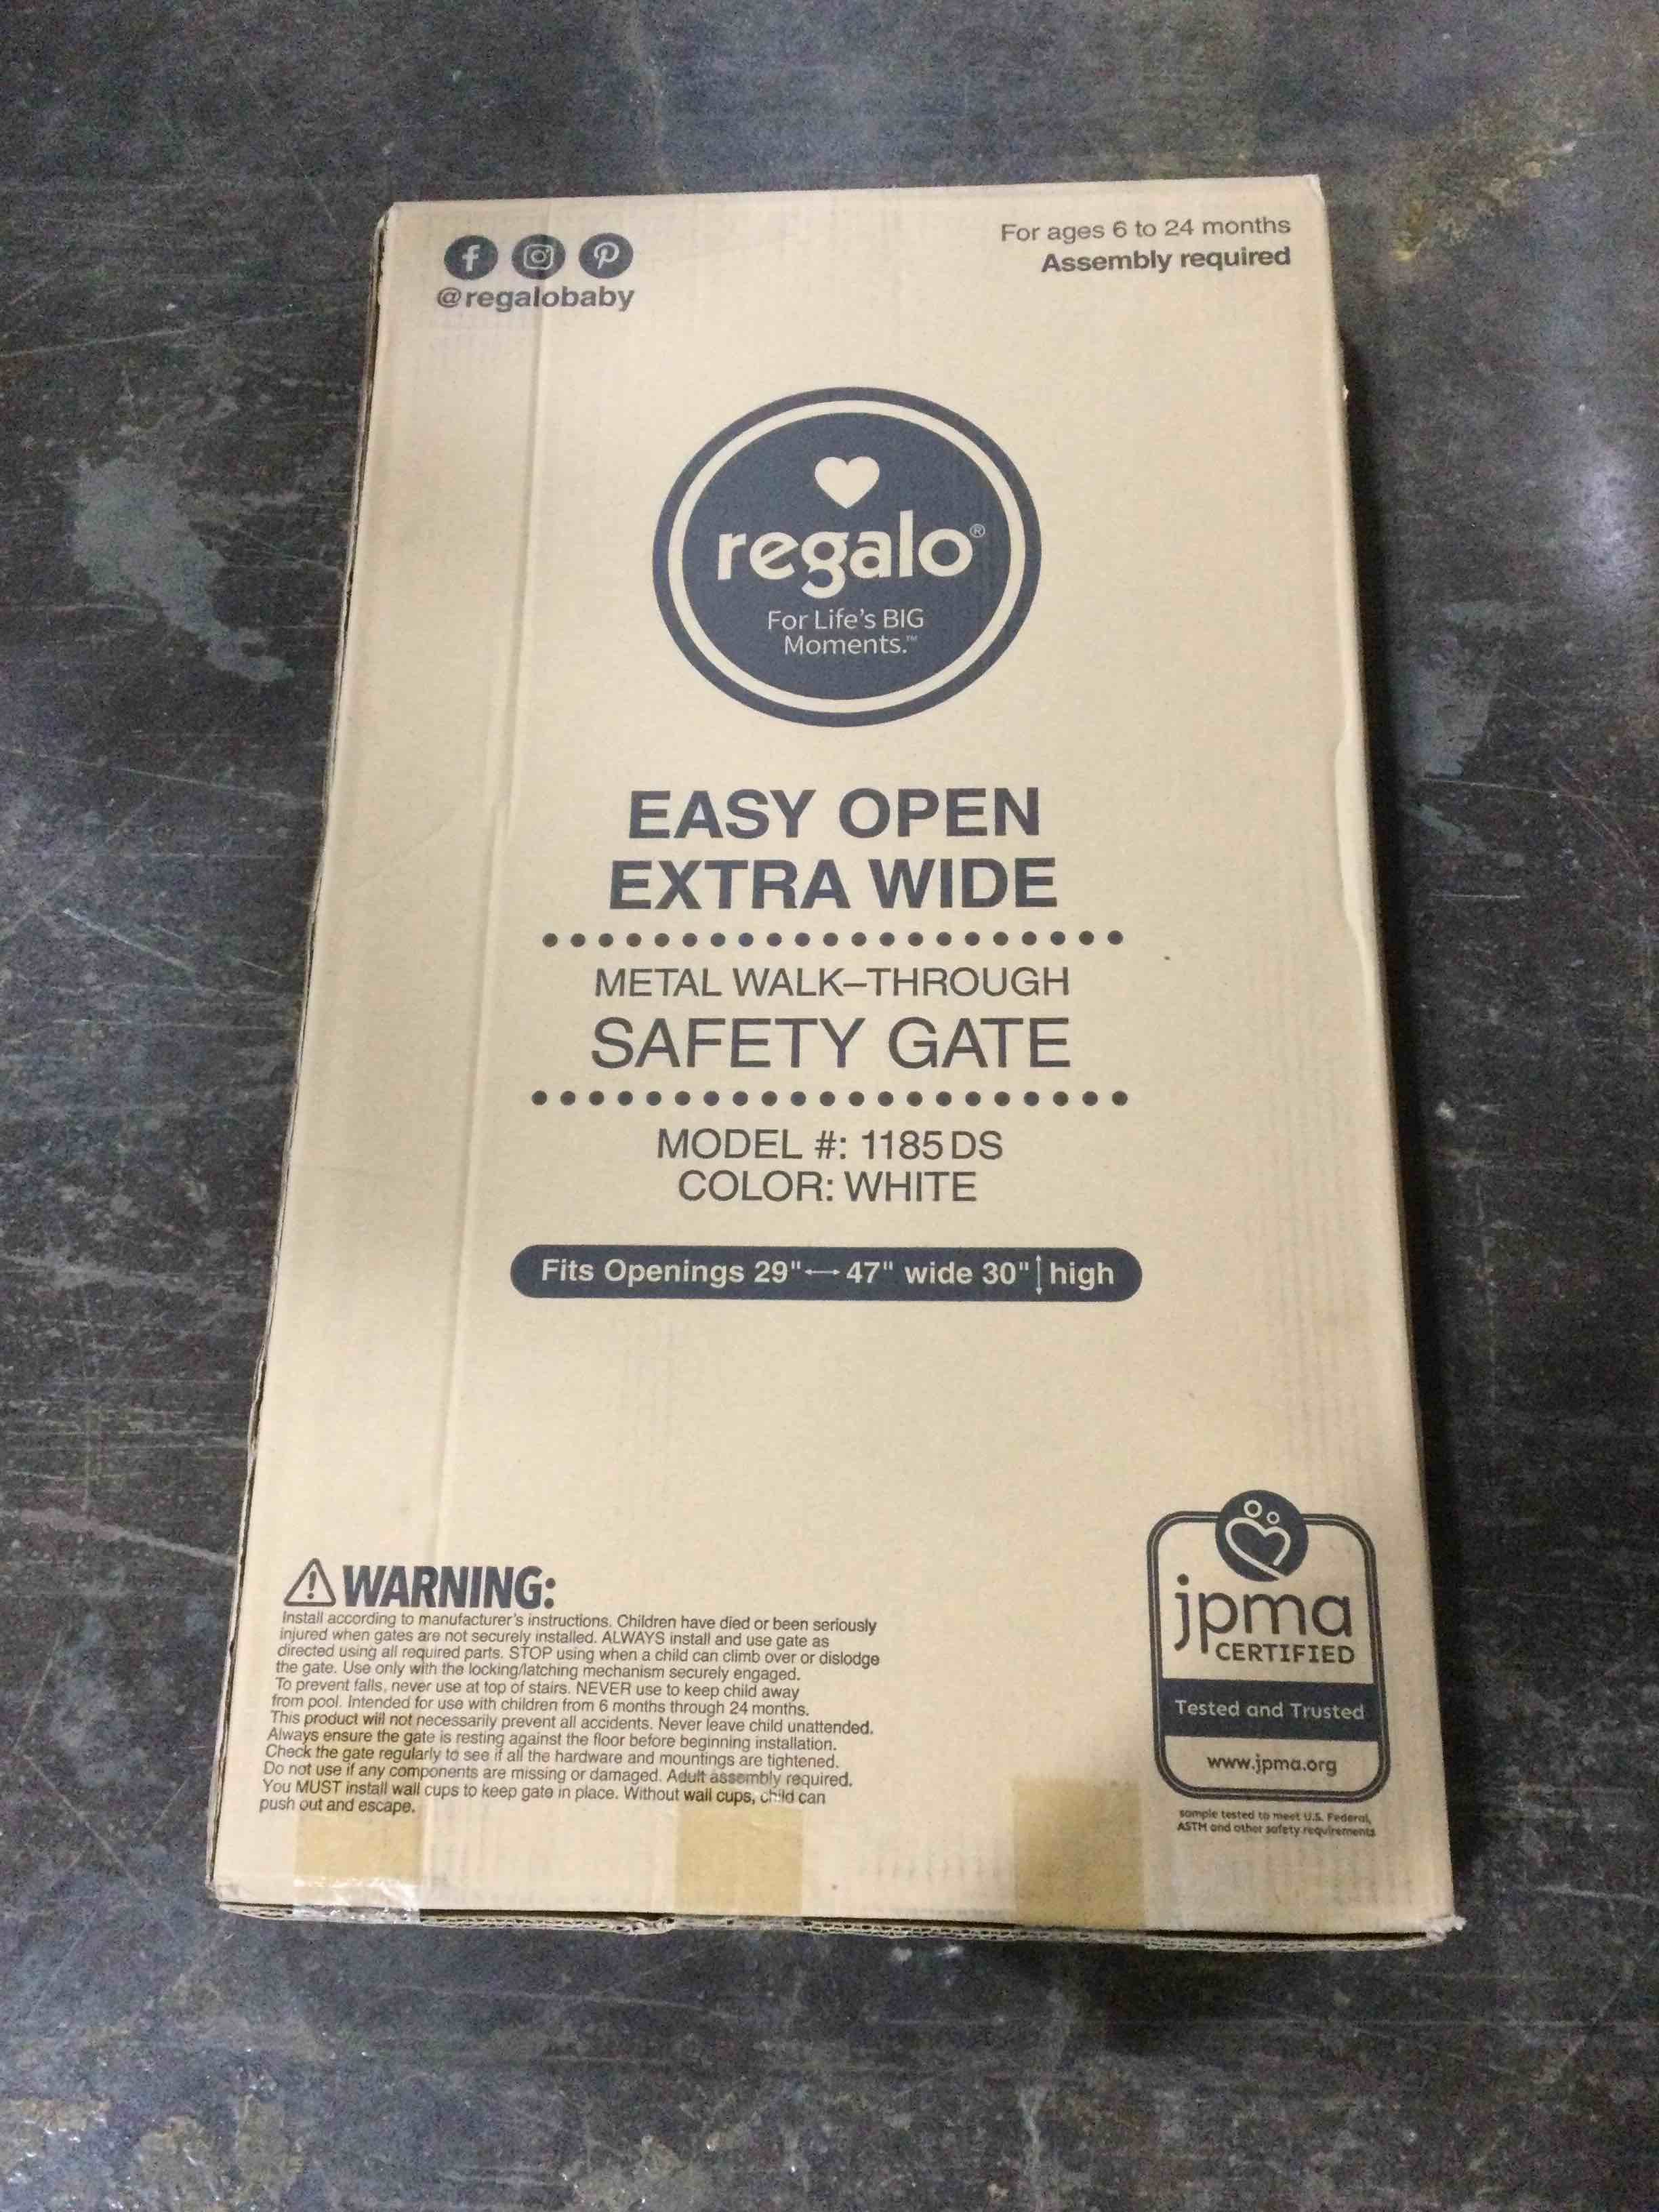 @regalobaby
For ages 6 to 24 months
Assembly required
regalo®
For Life's BIG
Moments.™
EASY OPEN
EXTRA WIDE
METAL WALK–THROUGH
SAFETY GATE
MODEL #: 1185 DS
COLOR: WHITE
Fits Openings 29"↔47" wide 30"↕high
⚠WARNING:
Install according to manufacturer's instructions. Children have died or been seriously
injured when gates are not securely installed. ALWAYS install and use gate as
directed using all required parts. STOP using when a child can climb over or dislodge
the gate. Use only with the locking/latching mechanism securely engaged.
To prevent falls, never use at top of stairs. NEVER use to keep child away
from pool. Intended for use with children from 6 months through 24 months.
This product will not necessarily prevent all accidents. Never leave child unattended.
Always ensure the gate is resting against the floor before beginning installation.
Check the gate regularly to see if all the hardware and mountings are tightened.
Do not use if any components are missing or damaged. Adult assembly required.
You MUST install wall cups to keep gate in place. Without wall cups, child can
push out and escape.
jpma
CERTIFIED
Tested and Trusted
www.jpma.org
sample tested to meet U.S. Federal,
ASTM and other safety requirements